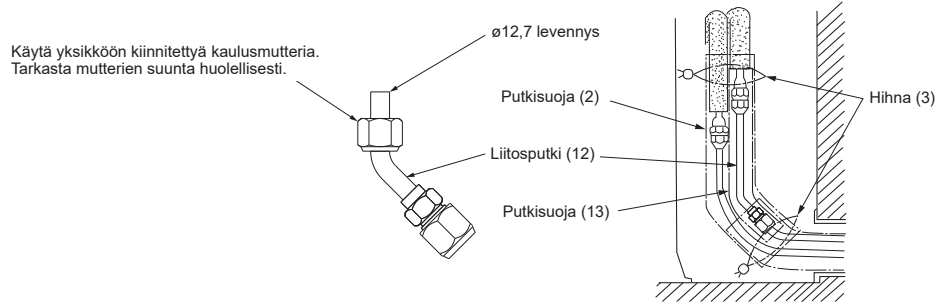 Käytä yksikköön kiinnitettyä kaulusmutteria.
Tarkasta mutterien suunta huolellisesti.
ø12,7 levennys
Putkisuoja (2)
Hihna (3)
Liitosputki (12)
Putkisuoja (13)